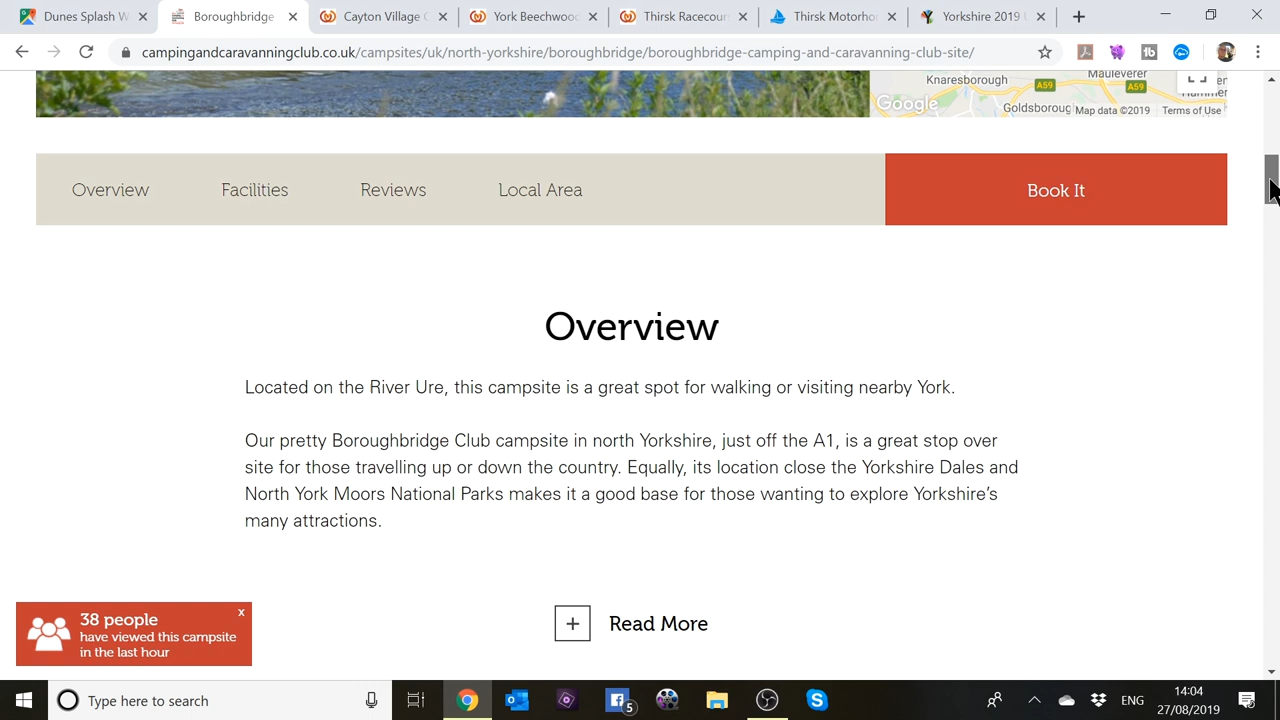 Dunes Splash W
Boroughbridge
Cayton Village C
York Beechwood
Thirsk Racecour
Thirsk Motorho
Yorkshire 2019
campingandcaravanningclub.co.uk/campsites/uk/north-yorkshire/boroughbridge/boroughbridge-camping-and-caravanning-club-site/
Knaresborough
A59
Mauleverer
A59
Google
Goldsboroug
Map data ©2019
Terms of Use
Overview
Facilities
Reviews
Local Area
Book It
Overview
Located on the River Ure, this campsite is a great spot for walking or visiting nearby York.
Our pretty Boroughbridge Club campsite in north Yorkshire, just off the A1, is a great stop over
site for those travelling up or down the country. Equally, its location close the Yorkshire Dales and
North York Moors National Parks makes it a good base for those wanting to explore Yorkshire's
many attractions.
+ Read More
38 people
x
have viewed this campsite
in the last hour
Type here to search
5
ENG
14:04
27/08/2019